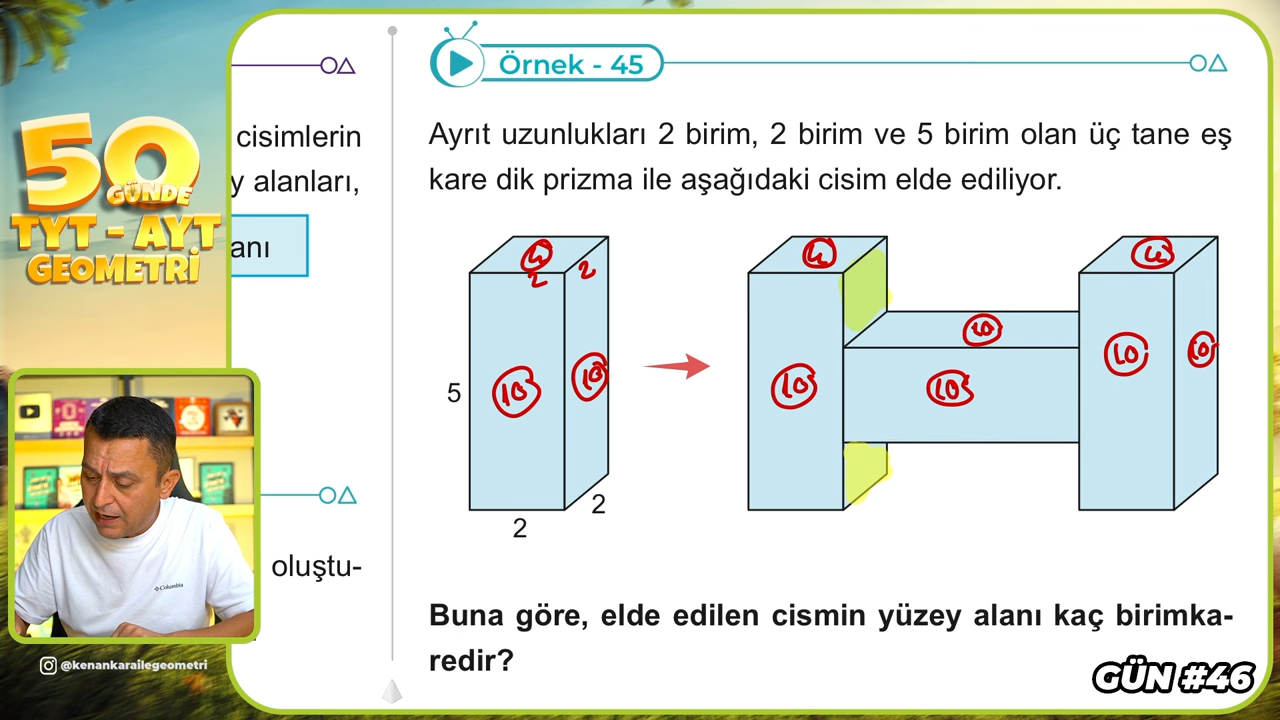 50
GÜNDE
TYT - AYT
GEOMETRİ
cisimlerin
y alanları,
anı
oluştu-
Örnek - 45
Ayrıt uzunlukları 2 birim, 2 birim ve 5 birim olan üç tane eş
kare dik prizma ile aşağıdaki cisim elde ediliyor.
4
2 2
5
10 10
2
2
4 4
10
10 10 10 10
Buna göre, elde edilen cismin yüzey alanı kaç birimka-
redir?
Columbia
@kenankarailegeometri
GÜN #46